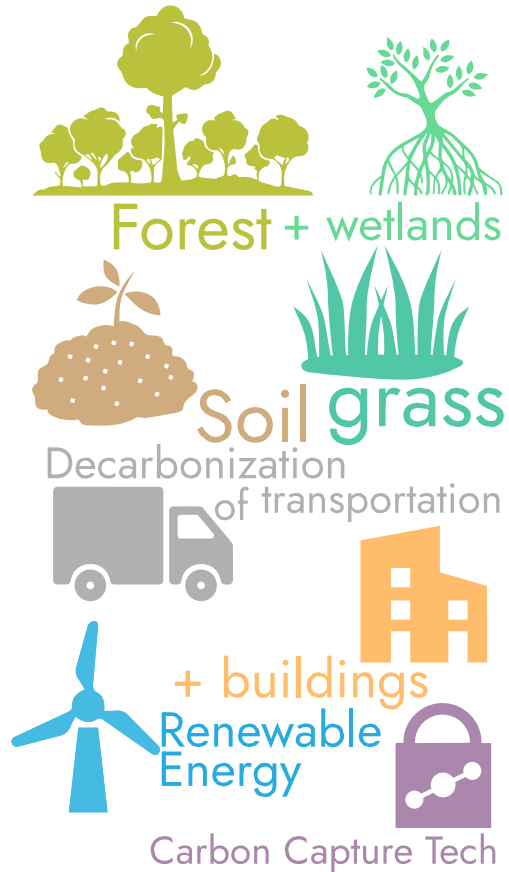 Forest + wetlands
Soil grass
Decarbonization
of transportation
+ buildings
Renewable
Energy
Carbon Capture Tech